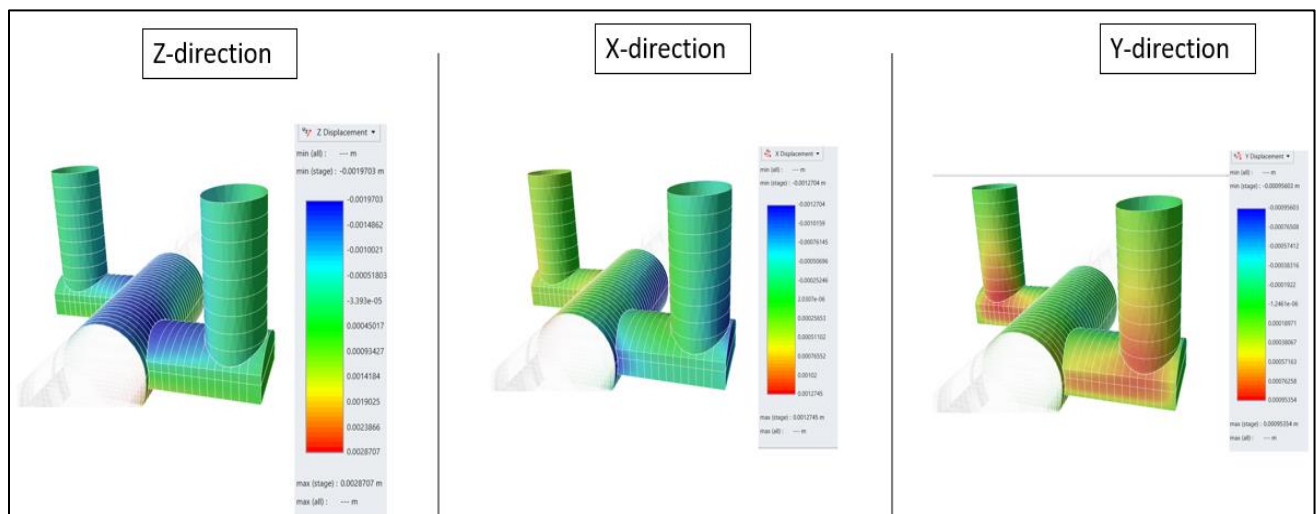 Z-direction
Z Displacement
min (all) : --- m
min (stage) : -0.0019703 m
-0.0019703
-0.0014862
-0.0010021
-0.00051803
-3.393e-05
0.00045017
0.00093427
0.0014184
0.0019025
0.0023866
0.0028707
max (stage) : 0.0028707 m
max (all) : --- m
X-direction
X Displacement
min (all) : --- m
min (stage) : -0.0012704 m
-0.0012704
-0.0010159
-0.00076145
-0.00050696
-0.00025246
2.0307e-06
0.00025653
0.00051102
0.00076552
0.00102
0.0012745
max (stage) : 0.0012745 m
max (all) : --- m
Y-direction
Y Displacement
min (all) : --- m
min (stage) : -0.00095603 m
-0.00095603
-0.00076508
-0.00057412
-0.00038316
-0.0001922
-1.2461e-06
0.00018971
0.00038067
0.00057163
0.00076258
0.00095354
max (stage) : 0.00095354 m
max (all) : --- m